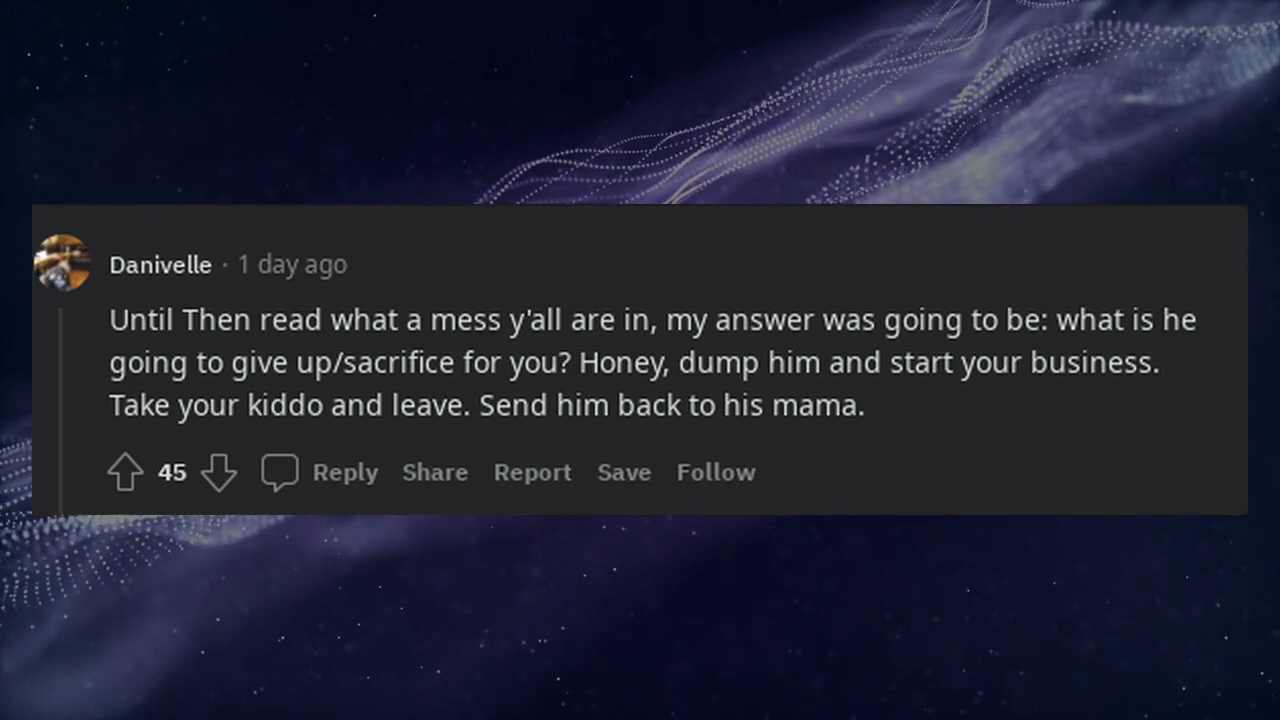 Danivelle · 1 day ago
Until Then read what a mess y'all are in, my answer was going to be: what is he
going to give up/sacrifice for you? Honey, dump him and start your business.
Take your kiddo and leave. Send him back to his mama.
45 Reply Share Report Save Follow